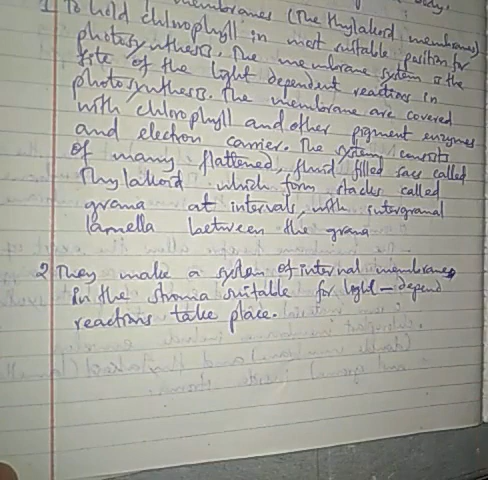 membranes (The thylakoid membranes)
1 To hold chlorophyll in most suitable position for
photosynthesis. The membrane system is the
site of the light dependent reactions in
photosynthesis. The membrane are covered
with chlorophyll and other pigment enzymes
and electron carrier. The system consists
of many flattened, fluid filled sacs called
Thylakoid which form stacks called
grana at intervals, with intergranal
lamella between the grana
2 They make a system of internal membranes
in the stroma suitable for light-depend
reactions take place.